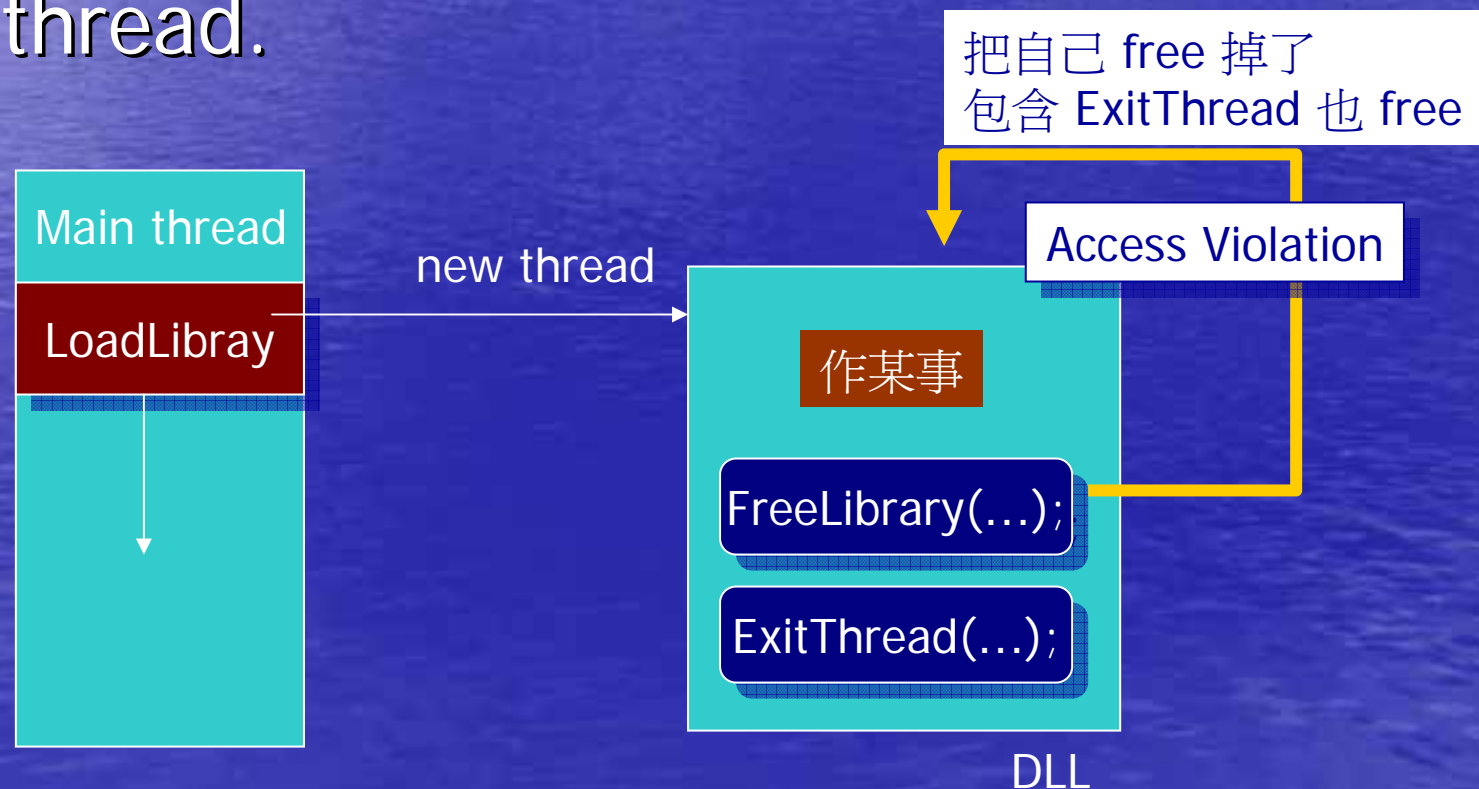 thread.
把自己 free 掉了
包含 ExitThread 也 free
Main thread
LoadLibray
new thread
Access Violation
作某事
FreeLibrary(...);
ExitThread(...);
DLL